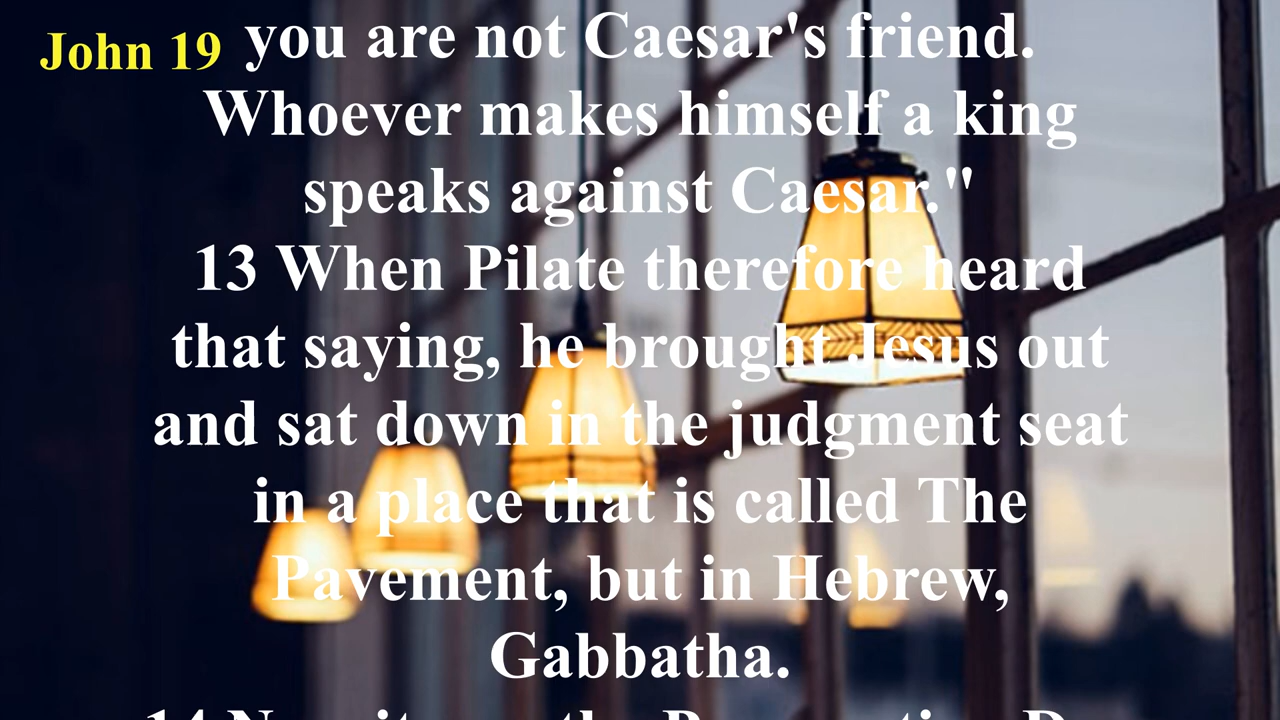 John 19
you are not Caesar's friend.
Whoever makes himself a king
speaks against Caesar."
13 When Pilate therefore heard
that saying, he brought Jesus out
and sat down in the judgment seat
in a place that is called The
Pavement, but in Hebrew,
Gabbatha.